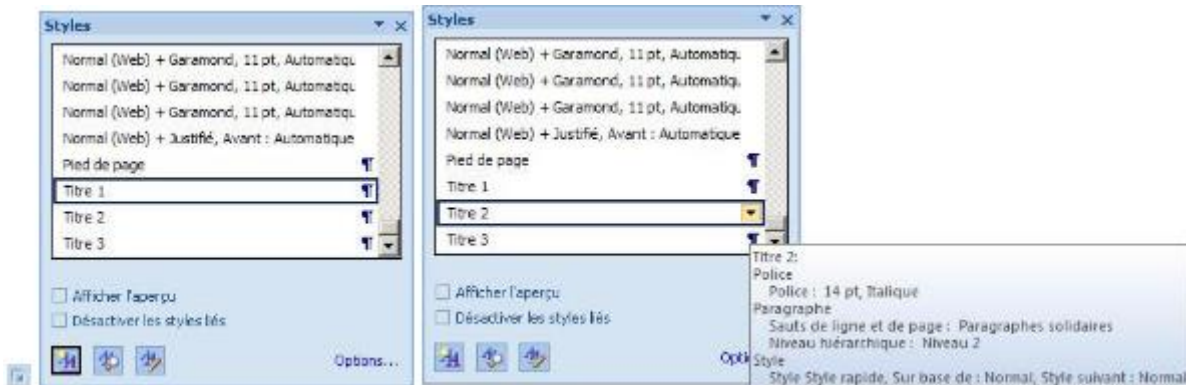 Styles
Normal (Web) + Garamond, 11 pt, Automatiqu
Normal (Web) + Garamond, 11 pt, Automatiqu
Normal (Web) + Garamond, 11 pt, Automatiqu
Normal (Web) + Justifié, Avant : Automatique
Pied de page ¶
Titre 1 ¶
Titre 2 ¶
Titre 3 ¶
Afficher l'aperçu
Désactiver les styles liés
Options...
Styles
Normal (Web) + Garamond, 11 pt, Automatiq
Normal (Web) + Garamond, 11 pt, Automatiq
Normal (Web) + Garamond, 11 pt, Automatiq
Normal (Web) + Justifié, Avant : Automatique
Pied de page ¶
Titre 1 ¶
Titre 2
Titre 3 ¶
Afficher l'aperçu
Désactiver les styles liés
Opti
Titre 2:
Police
Police : 14 pt, Italique
Paragraphe
Sauts de ligne et de page : Paragraphes solidaires
Niveau hiérarchique : Niveau 2
Style
Style Style rapide, Sur base de : Normal, Style suivant : Normal